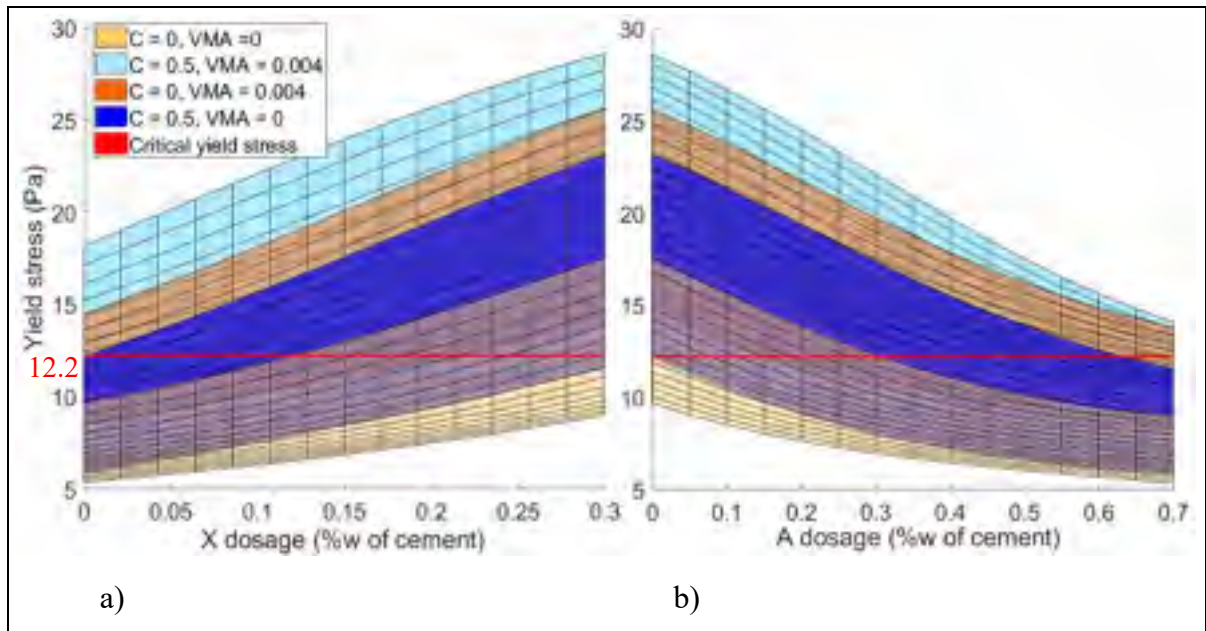 C = 0, VMA =0
C = 0.5, VMA = 0.004
C = 0, VMA = 0.004
C = 0.5, VMA = 0
Critical yield stress
Yield stress (Pa)
30
25
20
15
12.2
10
5
0
0.05
0.1
0.15
0.2
0.25
0.3
X dosage (%w of cement)
a)
30
25
20
15
10
5
0
0.1
0.2
0.3
0.4
0.5
0.6
0.7
A dosage (%w of cement)
b)